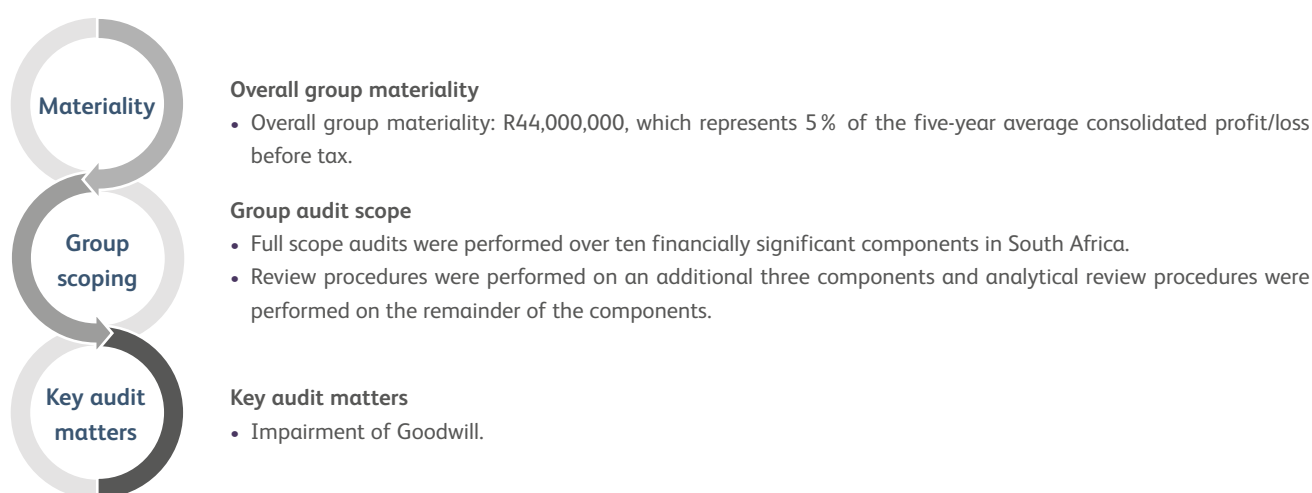 Materiality
Overall group materiality
• Overall group materiality: R44,000,000, which represents 5% of the five-year average consolidated profit/loss
before tax.
Group
scoping
Group audit scope
• Full scope audits were performed over ten financially significant components in South Africa.
• Review procedures were performed on an additional three components and analytical review procedures were
performed on the remainder of the components.
Key audit
matters
Key audit matters
• Impairment of Goodwill.